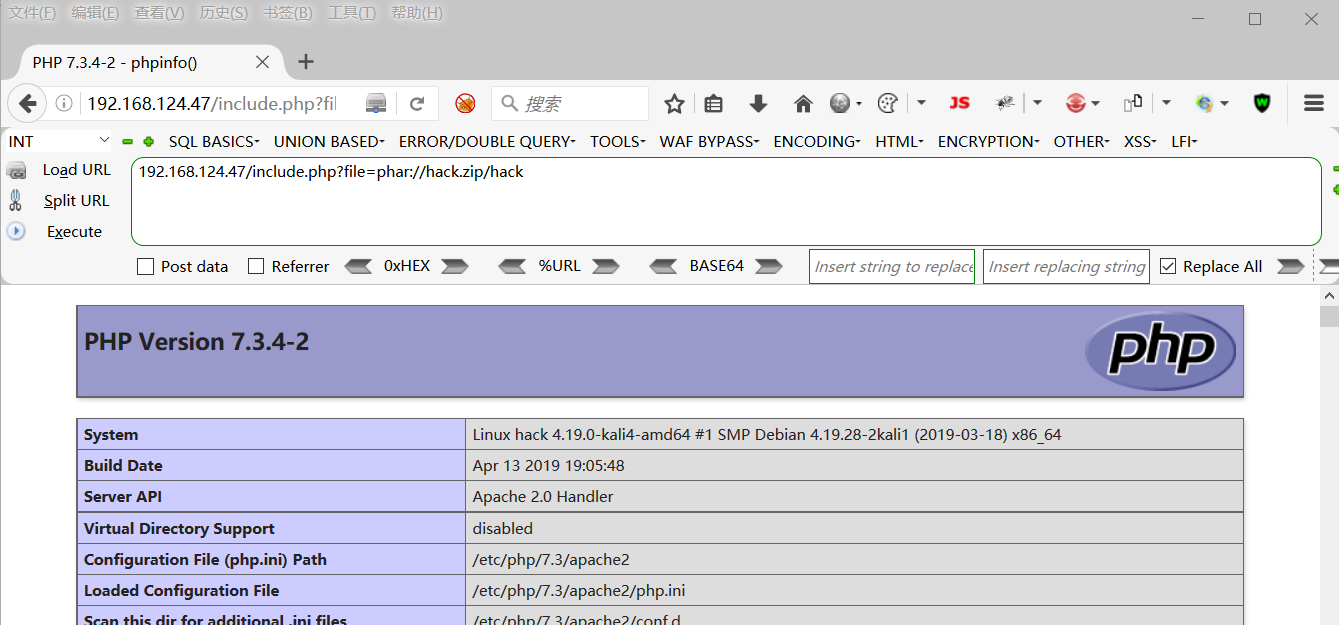 文件(F) 编辑(E) 查看(V) 历史(S) 书签(B) 工具(T) 帮助(H)
PHP 7.3.4-2 - phpinfo()
192.168.124.47/include.php?fil
搜索
JS
INT SQL BASICS UNION BASED ERROR/DOUBLE QUERY TOOLS WAF BYPASS ENCODING HTML ENCRYPTION OTHER XSS LFI
Load URL 192.168.124.47/include.php?file=phar://hack.zip/hack
Split URL
Execute
Post data Referrer 0xHEX %URL BASE64 Insert string to replace Insert replacing string Replace All
PHP Version 7.3.4-2
php
System Linux hack 4.19.0-kali4-amd64 #1 SMP Debian 4.19.28-2kali1 (2019-03-18) x86_64
Build Date Apr 13 2019 19:05:48
Server API Apache 2.0 Handler
Virtual Directory Support disabled
Configuration File (php.ini) Path /etc/php/7.3/apache2
Loaded Configuration File /etc/php/7.3/apache2/php.ini
Scan this dir for additional .ini files /etc/php/7.3/apache2/conf.d